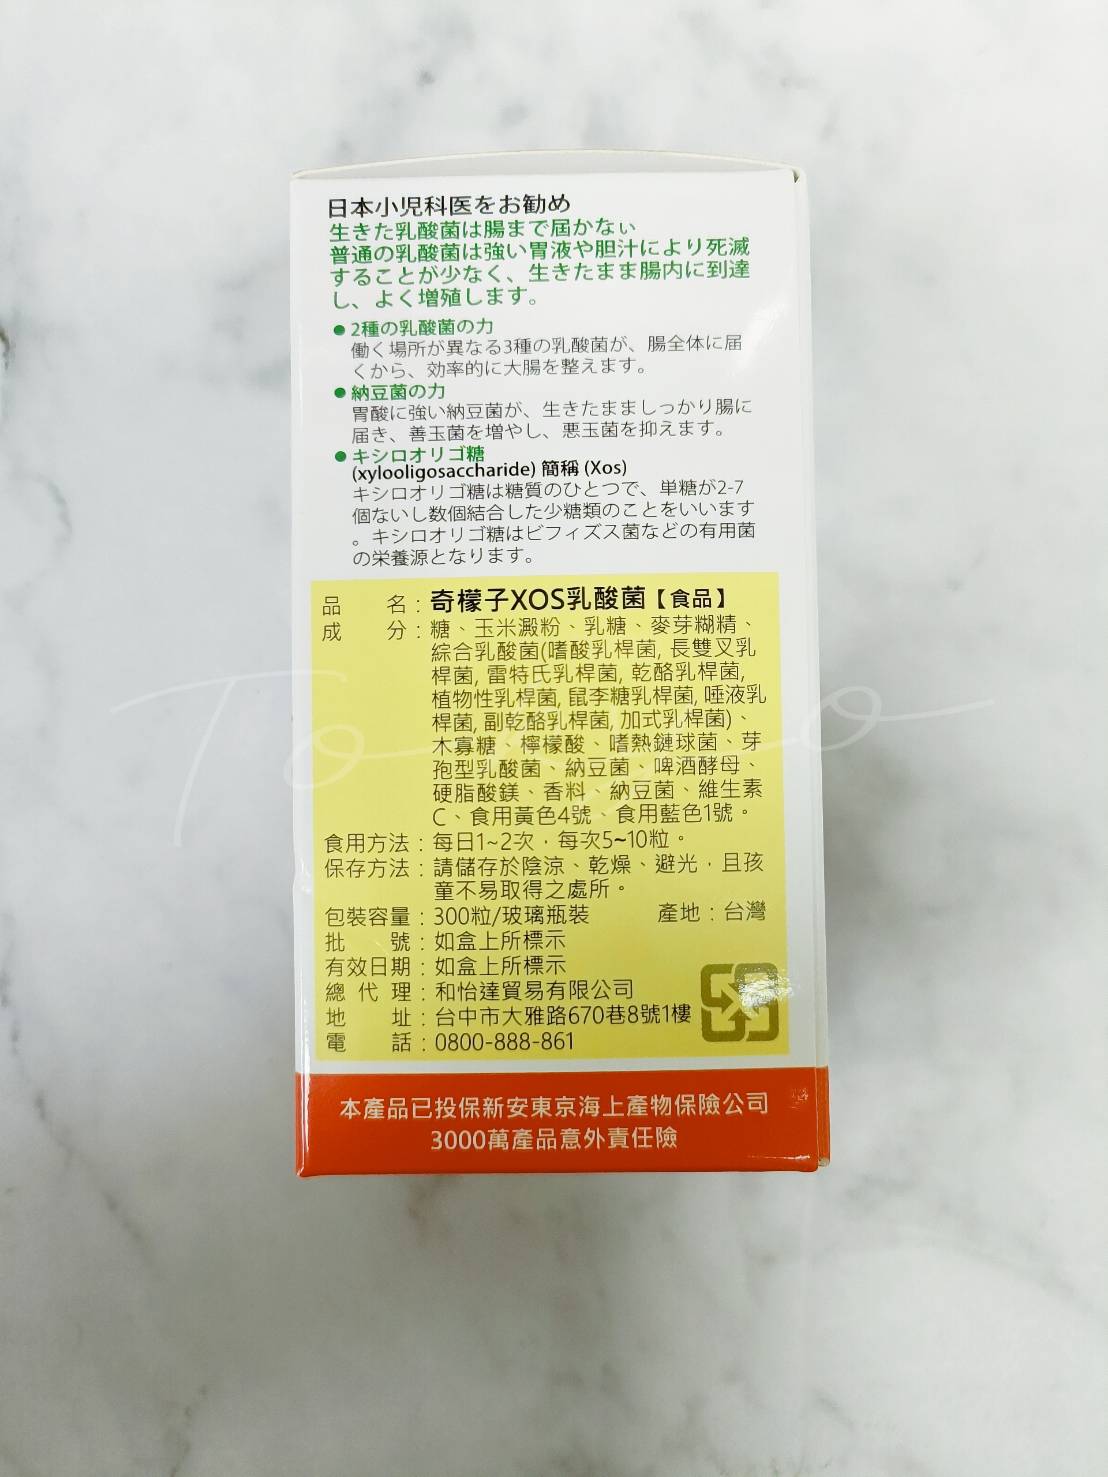 日本小児科医をお勧め
生きた乳酸菌は腸まで届かなぃ
普通の乳酸菌は強い胃液や胆汁により死滅
することが少なく、生きたまま腸内に到達
し、よく増殖します。
●2種の乳酸菌の力
働く場所が異なる3種の乳酸菌が、腸全体に届
くから、効率的に大腸を整えます。
●納豆菌の力
胃酸に強い納豆菌が、生きたまましっかり腸に
届き、善玉菌を増やし、悪玉菌を抑えます。
●キシロオリゴ糖
(xylooligosaccharide) 簡稱 (Xos)
キシロオリゴ糖は糖質のひとつで、単糖が2-7
個ないし数個結合した少糖類のことをいいます
。キシロオリゴ糖はビフィズス菌などの有用菌
の栄養源となります。
品名:奇檬子XOS乳酸菌【食品】
成分:糖、玉米澱粉、乳糖、麥芽糊精、
綜合乳酸菌(嗜酸乳桿菌, 長雙叉乳
桿菌, 雷特氏乳桿菌, 乾酪乳桿菌,
植物性乳桿菌, 鼠李糖乳桿菌, 唾液乳
桿菌, 副乾酪乳桿菌, 加式乳桿菌)、
木寡糖、檸檬酸、嗜熱鏈球菌、芽
孢型乳酸菌、納豆菌、啤酒酵母、
硬脂酸鎂、香料、納豆菌、維生素
C、食用黃色4號、食用藍色1號。
食用方法:每日1~2次,每次5~10粒。
保存方法:請儲存於陰涼、乾燥、避光,且孩
童不易取得之處所。
包裝容量:300粒/玻璃瓶裝 產地:台灣
批號:如盒上所標示
有效日期:如盒上所標示
總代理:和怡達貿易有限公司
地址:台中市大雅路670巷8號1樓
電話:0800-888-861
本產品已投保新安東京海上產物保險公司
3000萬產品意外責任險